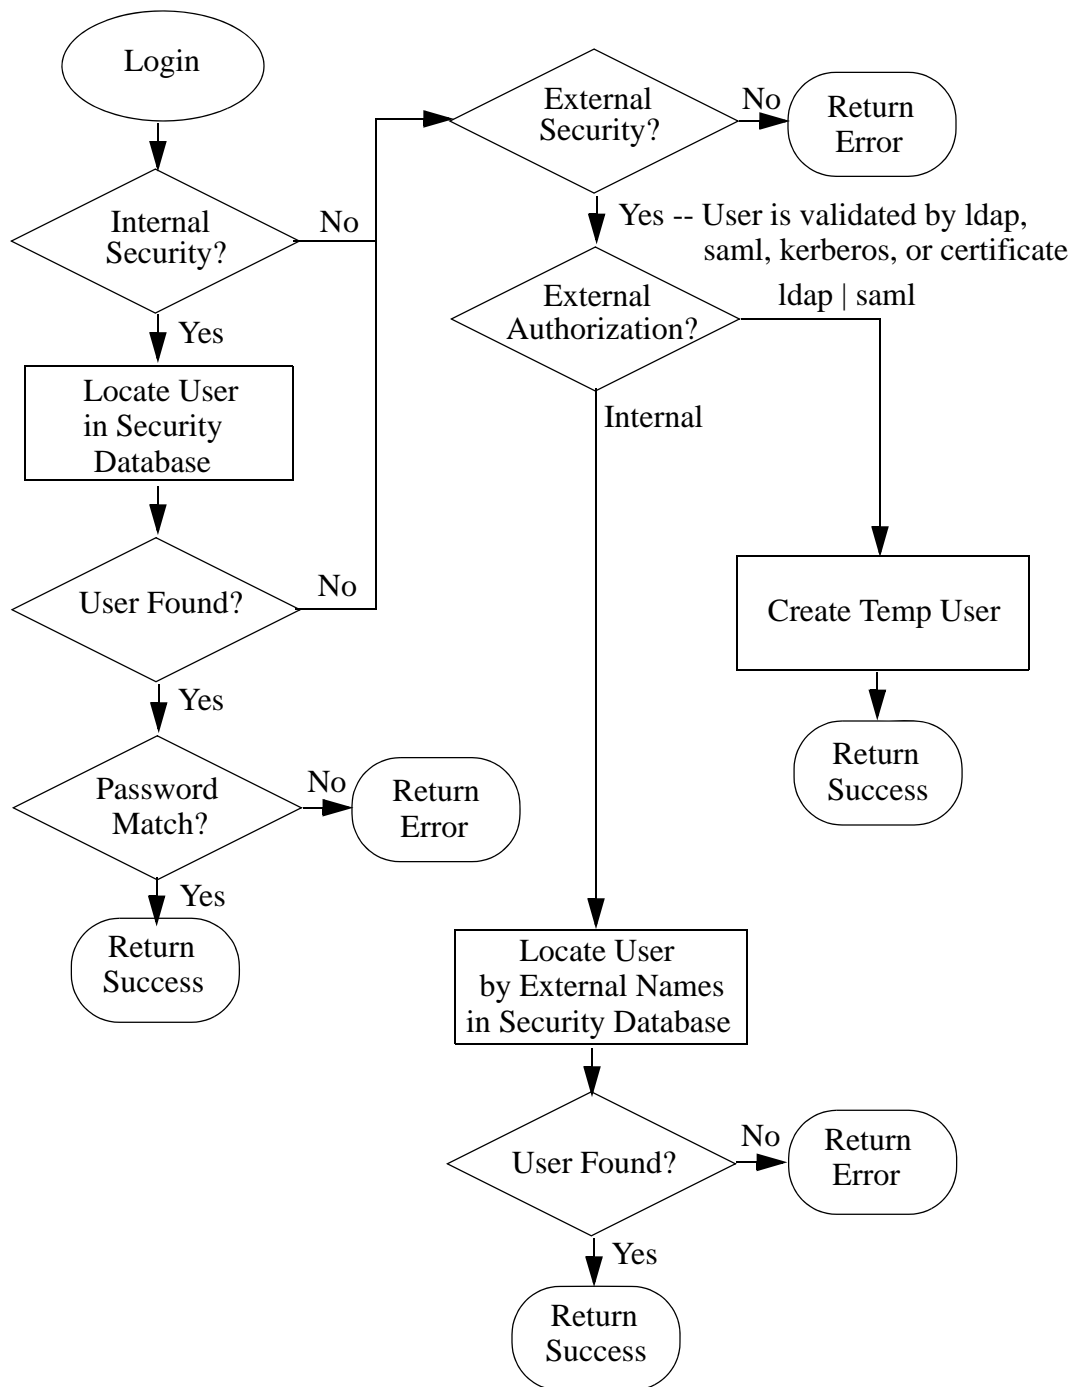 Login
Internal
Security?
No
Yes
Locate User
in Security
Database
User Found?
No
Yes
Password
Match?
No
Return
Error
Yes
Return
Success
External
Security?
No
Return
Error
Yes -- User is validated by ldap,
saml, kerberos, or certificate
External
Authorization?
ldap | saml
Internal
Create Temp User
Return
Success
Locate User
by External Names
in Security Database
User Found?
No
Return
Error
Yes
Return
Success